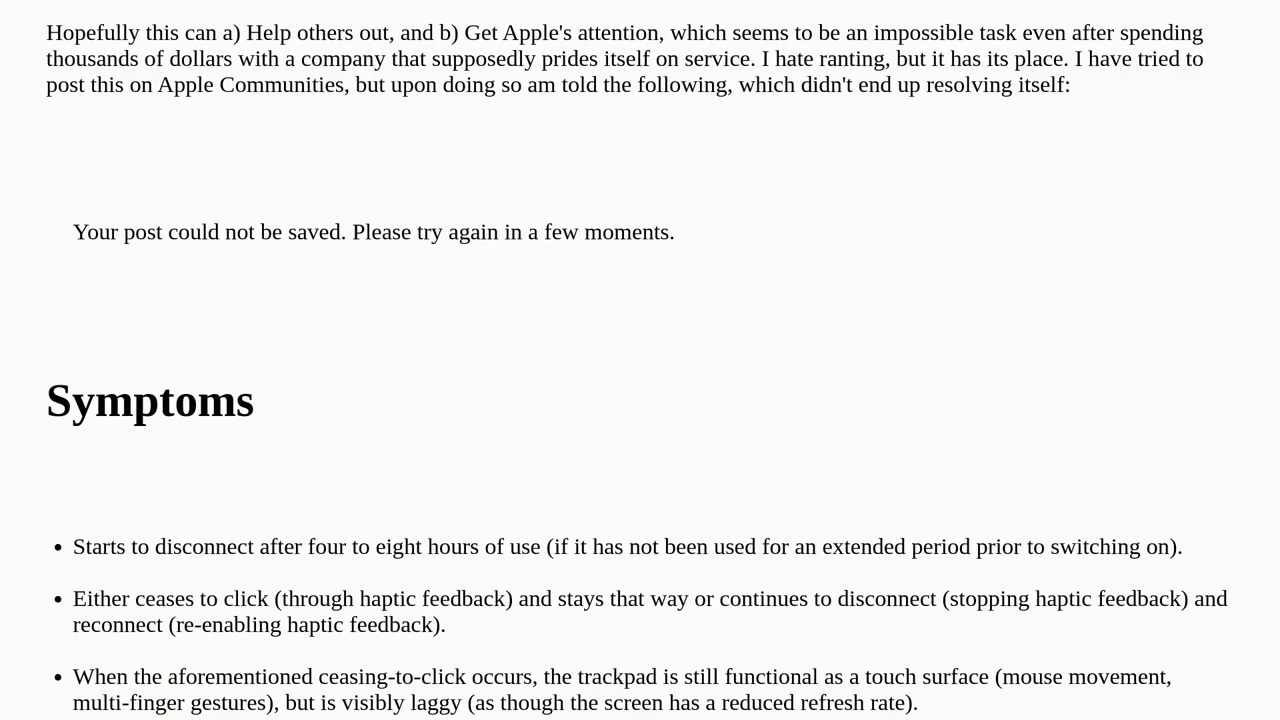 Hopefully this can a) Help others out, and b) Get Apple's attention, which seems to be an impossible task even after spending
thousands of dollars with a company that supposedly prides itself on service. I hate ranting, but it has its place. I have tried to
post this on Apple Communities, but upon doing so am told the following, which didn't end up resolving itself:
Your post could not be saved. Please try again in a few moments.
Symptoms
• Starts to disconnect after four to eight hours of use (if it has not been used for an extended period prior to switching on).
• Either ceases to click (through haptic feedback) and stays that way or continues to disconnect (stopping haptic feedback) and
reconnect (re-enabling haptic feedback).
• When the aforementioned ceasing-to-click occurs, the trackpad is still functional as a touch surface (mouse movement,
multi-finger gestures), but is visibly laggy (as though the screen has a reduced refresh rate).